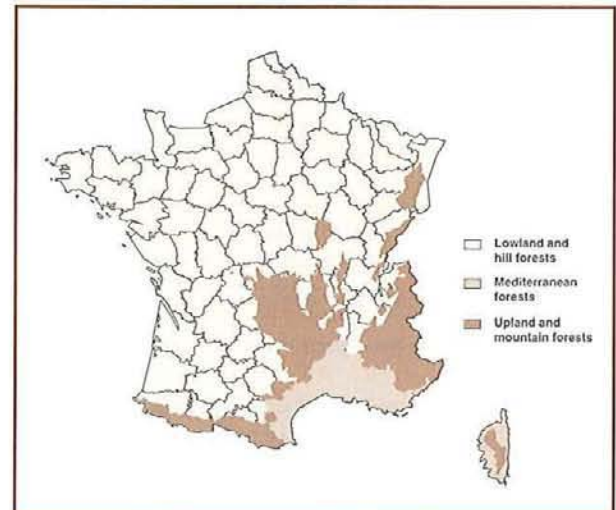 Lowland and
hill forests
Mediterranean
forests
Upland and
mountain forests